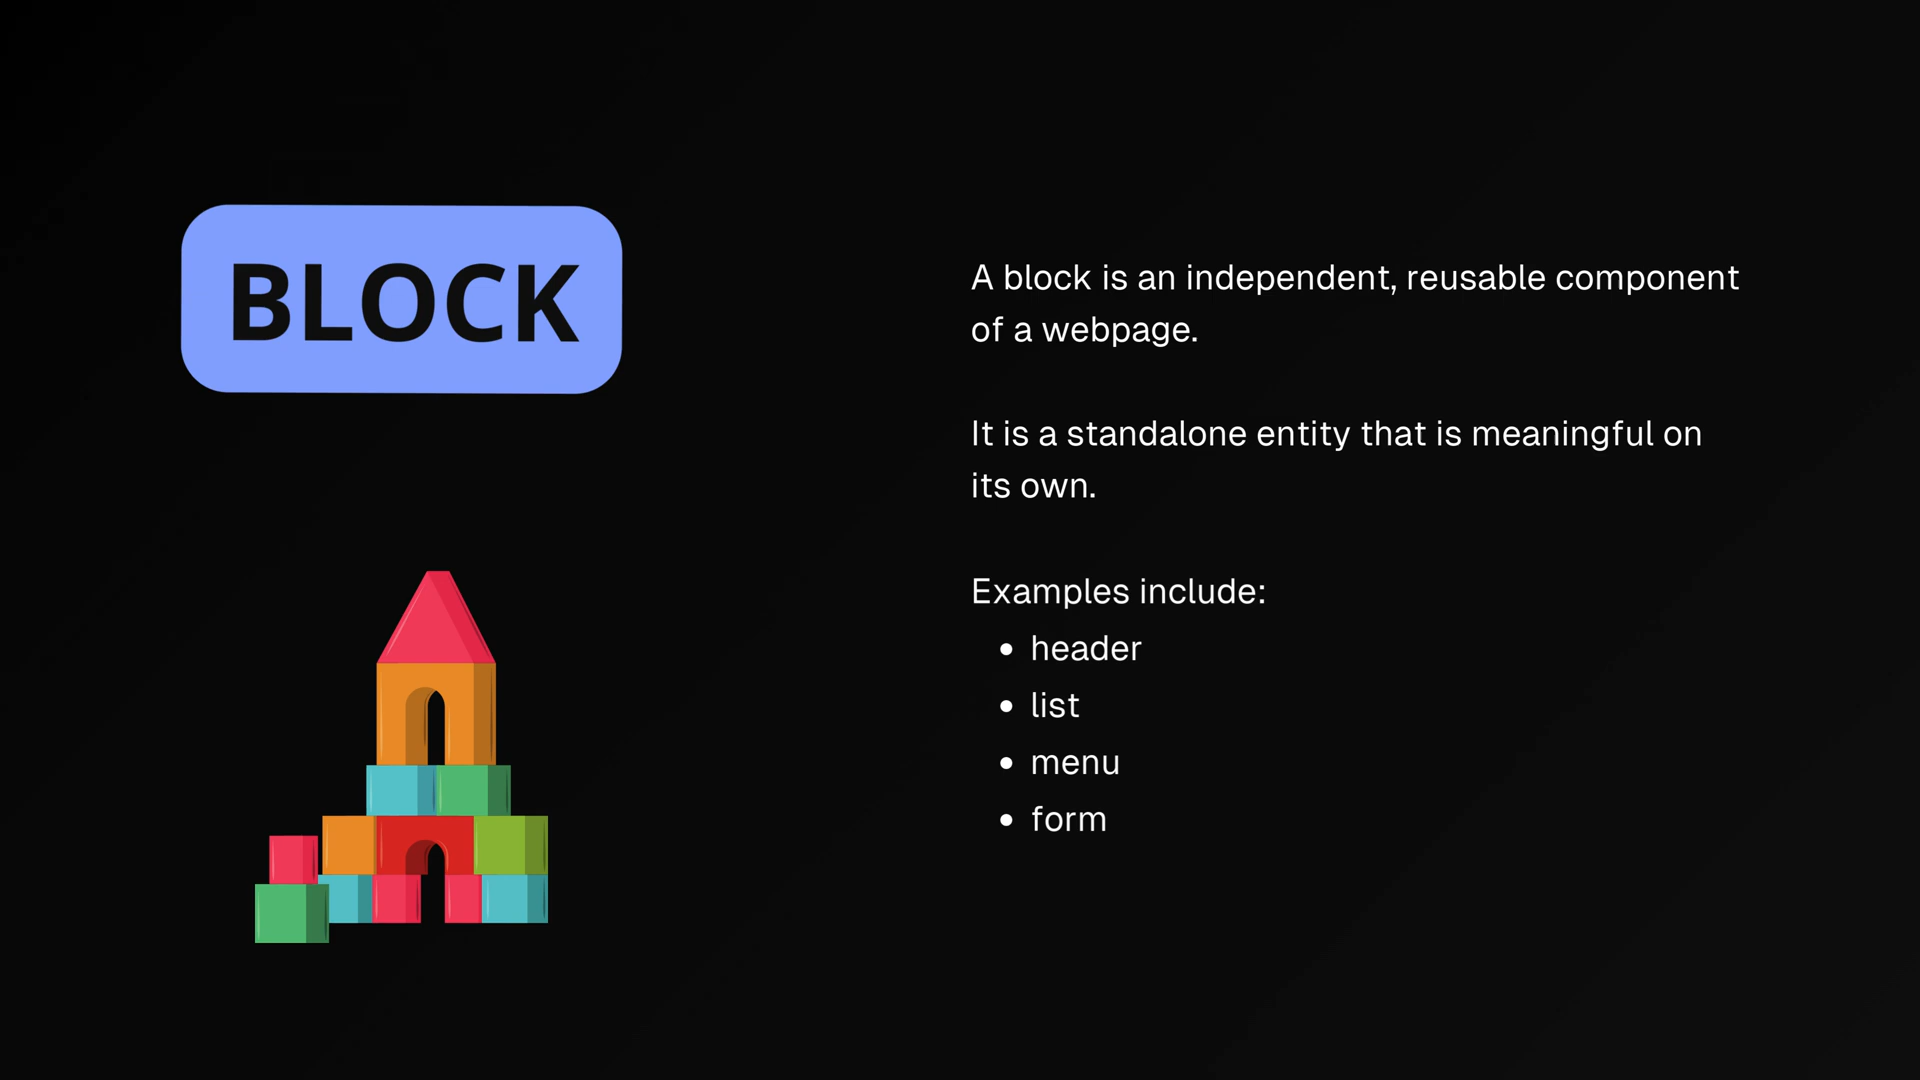 BLOCK
A block is an independent, reusable component
of a webpage.
It is a standalone entity that is meaningful on
its own.
Examples include:
• header
• list
• menu
• form